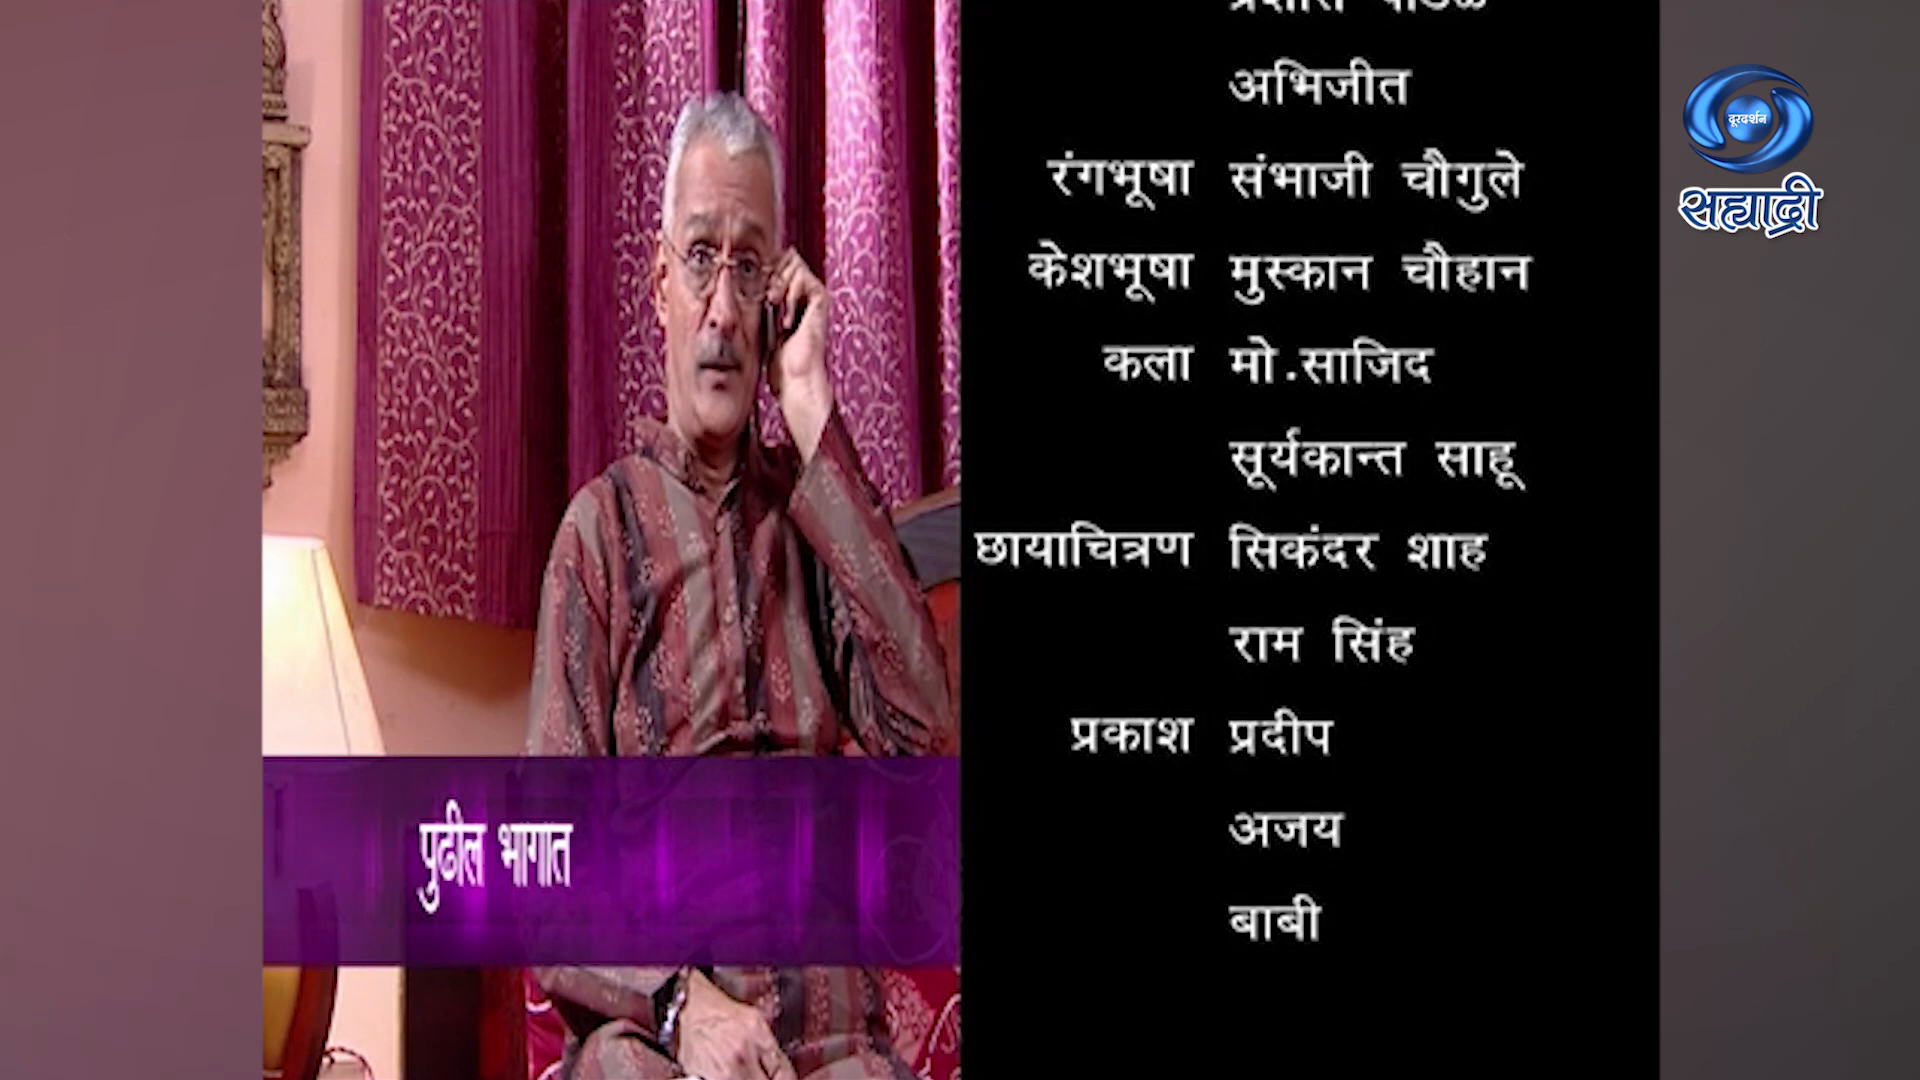 अभिजीत
रंगभूषा संभाजी चौगुले
केशभूषा मुस्कान चौहान
कला मो.साजिद
सूर्यकान्त साहू
छायाचित्रण सिकंदर शाह
राम सिंह
प्रकाश प्रदीप
अजय
बाबी
पुढील भागात
दूरदर्शन
सह्याद्री